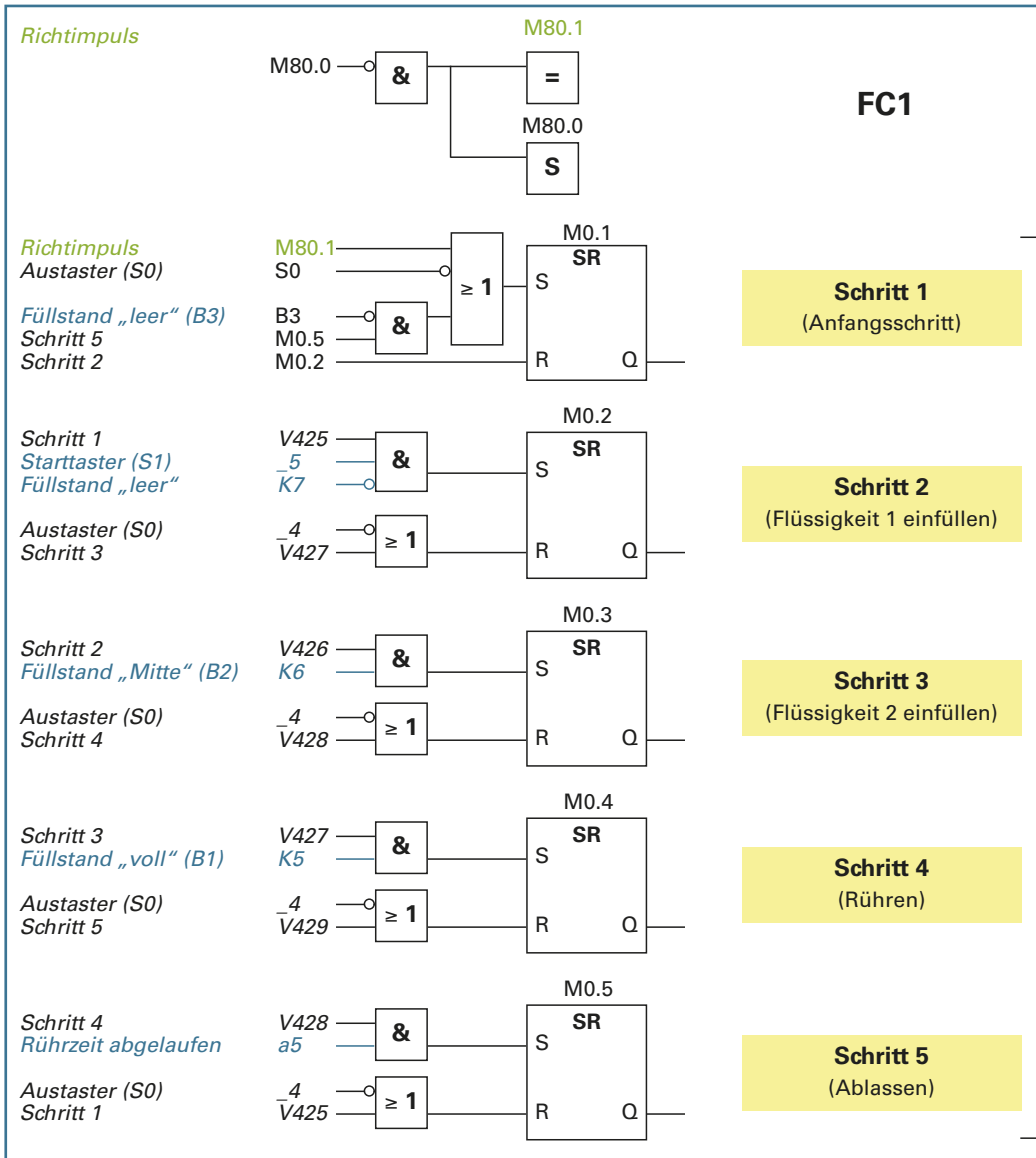 Richtimpuls
M80.1
M80.0 & =
FC1
M80.0
S
Richtimpuls M80.1
Austaster (S0) S0
≥ 1
M0.1
SR
S
Füllstand „leer“ (B3) B3
&
Schritt 5 M0.5
Schritt 2 M0.2
R Q
Schritt 1
(Anfangsschritt)
M0.2
SR
Schritt 1 V425
Starttaster (S1) _5
Füllstand „leer“ K7
&
S
Austaster (S0) _4
Schritt 3 V427
≥ 1
R Q
Schritt 2
(Flüssigkeit 1 einfüllen)
M0.3
SR
Schritt 2 V426
Füllstand „Mitte“ (B2) K6
&
S
Austaster (S0) _4
Schritt 4 V428
≥ 1
R Q
Schritt 3
(Flüssigkeit 2 einfüllen)
M0.4
SR
Schritt 3 V427
Füllstand „voll“ (B1) K5
&
S
Austaster (S0) _4
Schritt 5 V429
≥ 1
R Q
Schritt 4
(Rühren)
M0.5
SR
Schritt 4 V428
Rührzeit abgelaufen a5
&
S
Austaster (S0) _4
Schritt 1 V425
≥ 1
R Q
Schritt 5
(Ablassen)